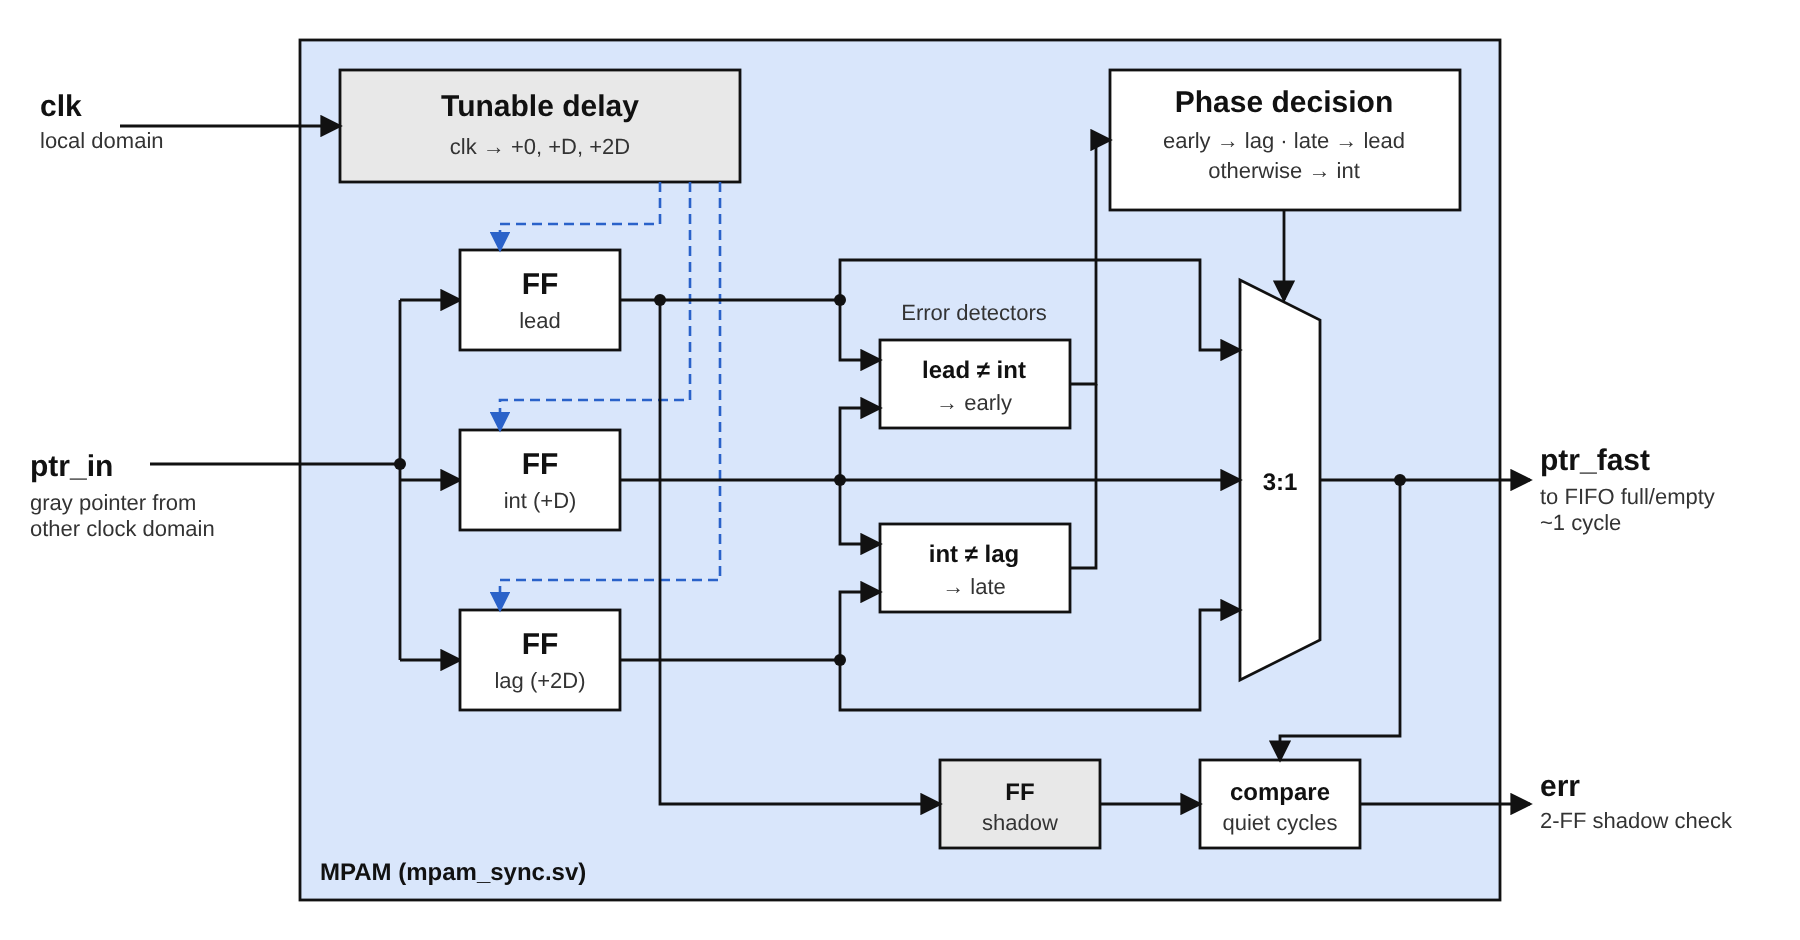 clk
local domain
Tunable delay
clk → +0, +D, +2D
Phase decision
early → lag · late → lead
otherwise → int
FF
lead
Error detectors
lead ≠ int
→ early
ptr_in
gray pointer from
other clock domain
FF
int (+D)
3:1
ptr_fast
to FIFO full/empty
~1 cycle
int ≠ lag
→ late
FF
lag (+2D)
FF
shadow
compare
quiet cycles
err
2-FF shadow check
MPAM (mpam_sync.sv)